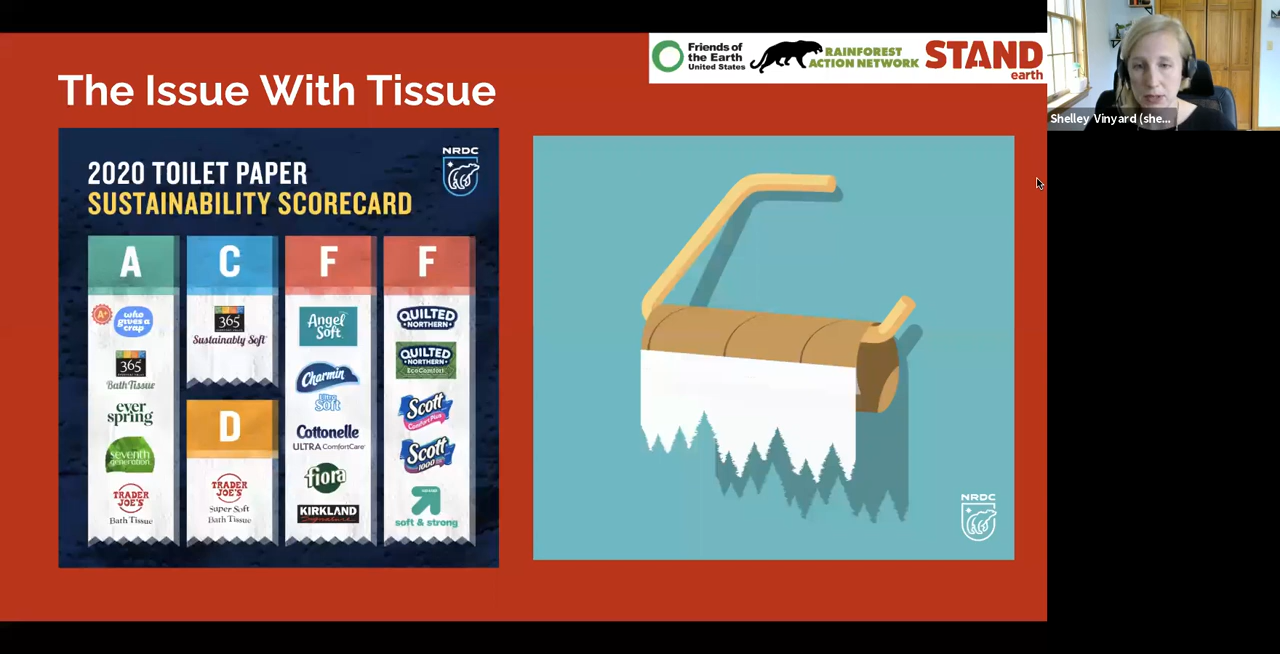 Friends of
the Earth
United States
RAINFOREST
ACTION NETWORK
STAND
earth
Shelley Vinyard (she...
The Issue With Tissue
NRDC
2020 TOILET PAPER
SUSTAINABILITY SCORECARD
A
A+
who
gives a
crap
365
Bath Tissue
ever
spring
seventh
generation
TRADER
JOE'S
Bath Tissue
C
365
Sustainably Soft
D
TRADER
JOE'S
Super Soft
Bath Tissue
F
Angel
Soft
Charmin
Ultra
Soft
Cottonelle
ULTRA ComfortCare
fiora
KIRKLAND
Signature
F
QUILTED
NORTHERN
QUILTED
NORTHERN
EcoComfort
Scott
ComfortPlus
Scott
1000
soft & strong
NRDC